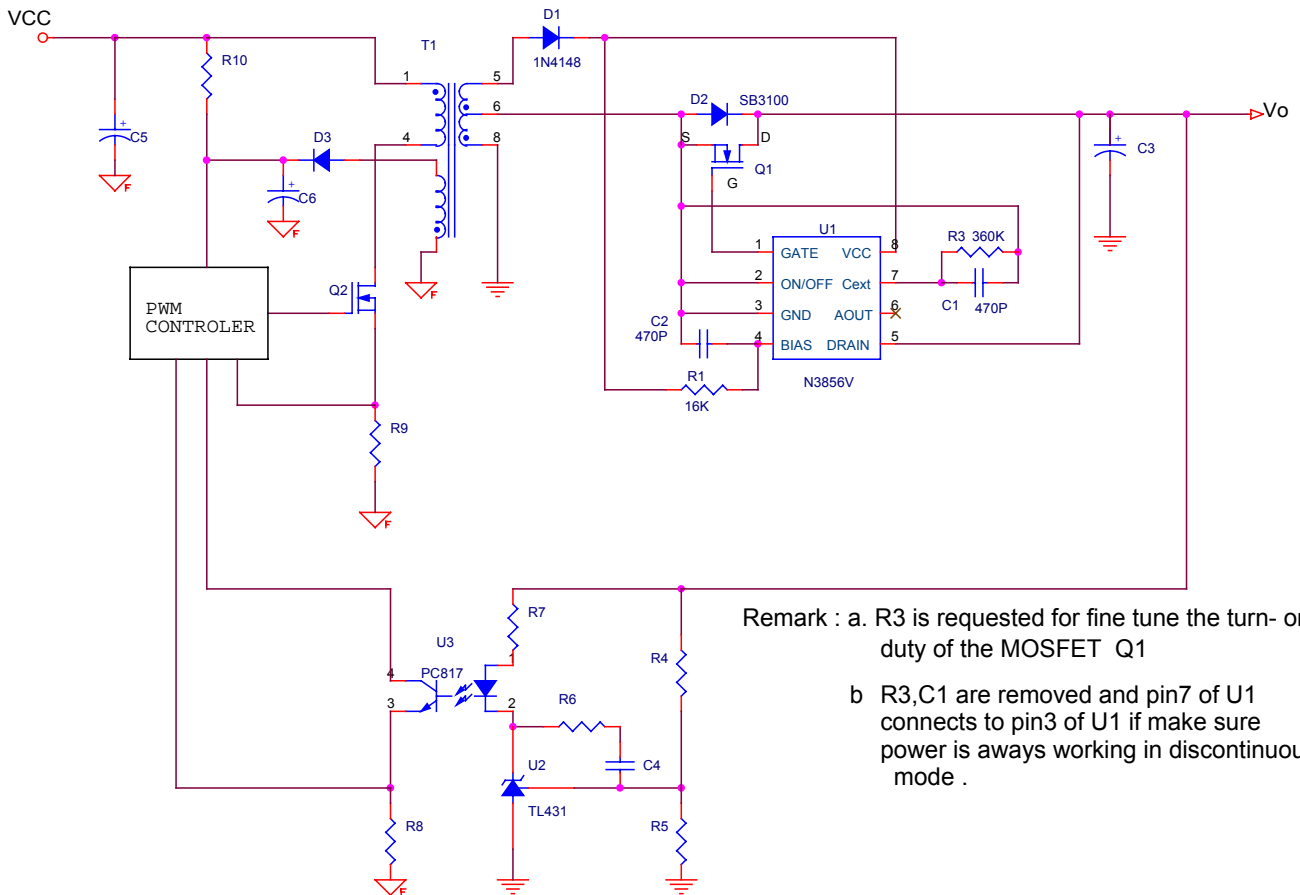 VCC
D1
T1
1N4148
R10
1
5
D2
SB3100
6
Vo
C5
D3
4
8
S
D
C3
Q1
C6
G
F
F
U1
R3 360K
1
GATE
VCC
8
2
ON/OFF
Cext
7
F
Q2
C1
470P
PWM
CONTROLER
C2
470P
3
GND
AOUT
6
4
BIAS
DRAIN
5
R1
16K
N3856V
R9
F
R7
Remark : a. R3 is requested for fine tune the turn- on
duty of the MOSFET Q1
U3
R4
1
4
PC817
b R3,C1 are removed and pin7 of U1
R6
3
2
connects to pin3 of U1 if make sure
power is aways working in discontinuou
U2
C4
mode .
TL431
R8
R5
F